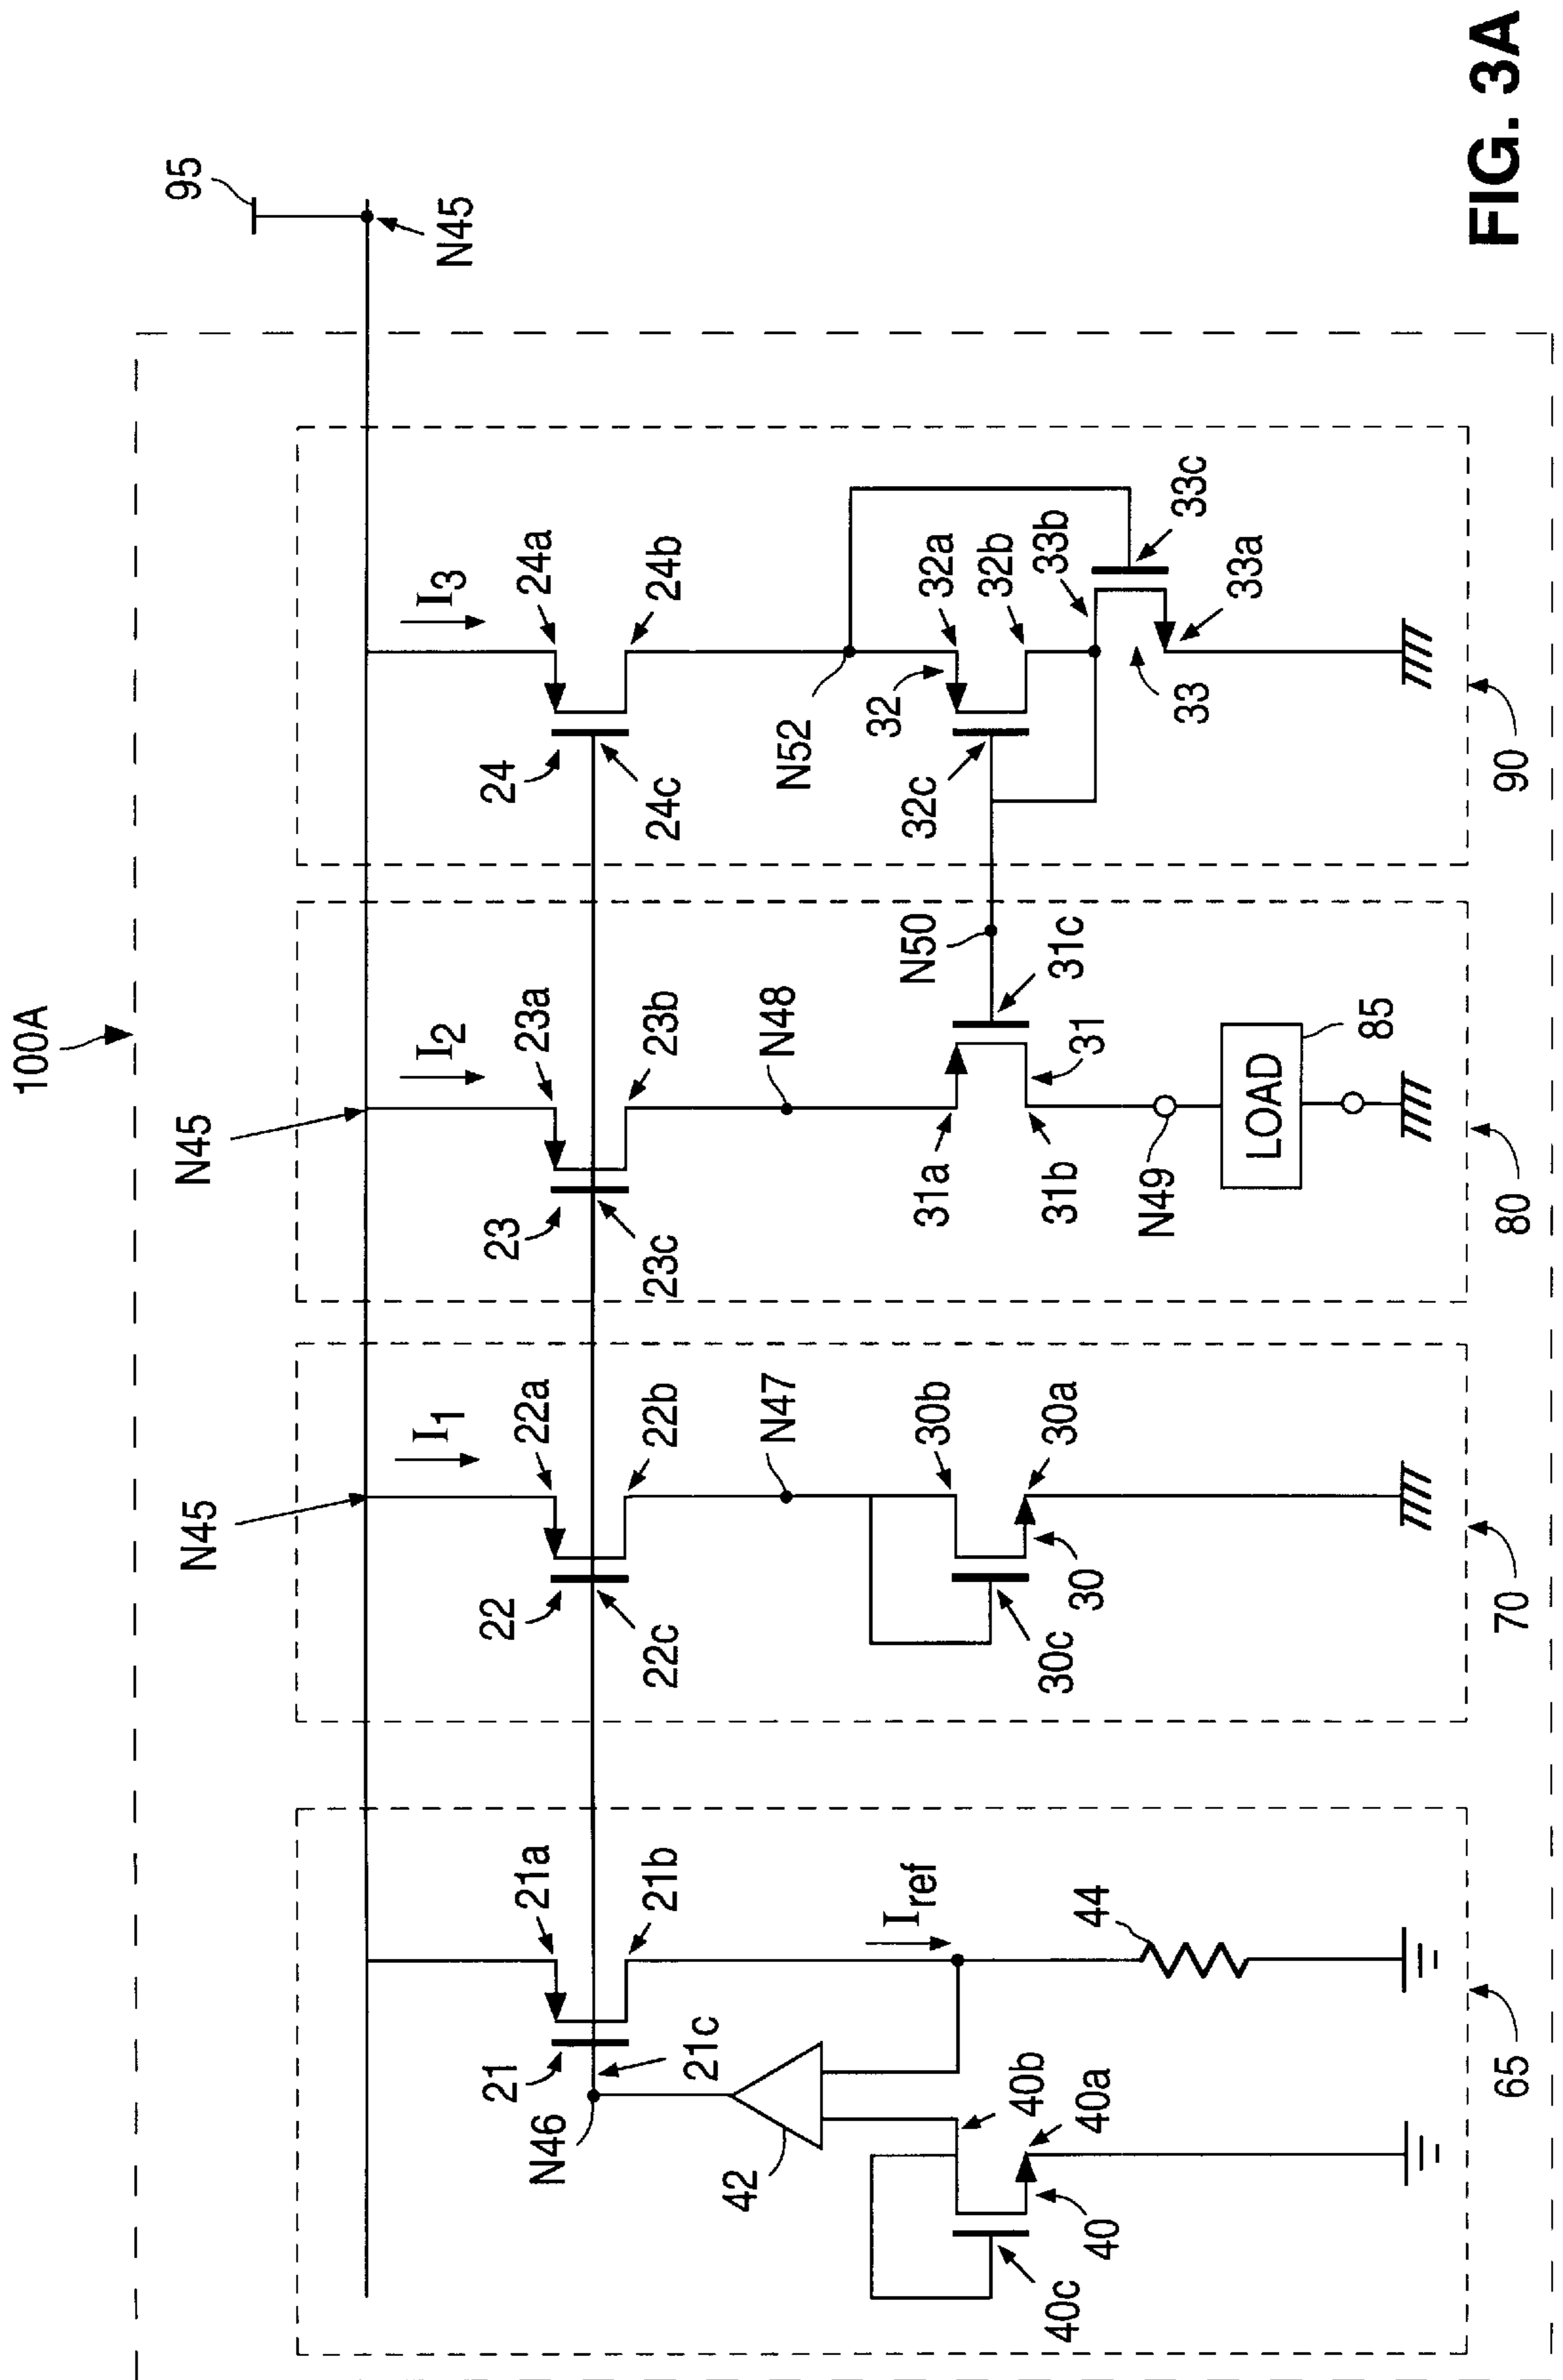 100A
95
N45
N45
N45
I1
I2
I3
21a
22a
23a
24a
21
22
23
24
21b
22b
23b
24b
21c
22c
23c
24c
N46
N47
N48
N52
42
Iref
N50
40b
30b
31a
31c
32
32a
32c
32b
33b
33c
40c
40
40a
30c
30
30a
31b
31
33
33a
44
N49
LOAD
85
65
70
80
90
FIG. 3A